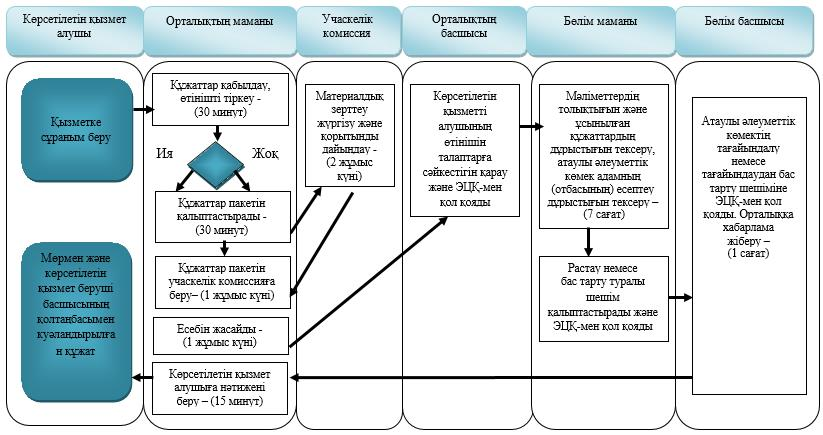 Көрсетілетін қызмет
алушы
Орталықтың маманы
Учаскелік
комиссия
Орталықтың
басшысы
Бөлім маманы
Бөлім басшысы
Қызметке
сұраным беру
Мөрмен және
көрсетілетін
қызмет беруші
басшысының
қолтаңбасымен
куәландырылға
н құжат
Құжаттар қабылдау,
өтінішті тіркеу -
(30 минут)
Ия
Жоқ
Құжаттар пакетін
қалыптастырады -
(30 минут)
Құжаттар пакетін
учаскелік комиссияға
беру– (1 жұмыс күні)
Есебін жасайды -
(1 жұмыс күні)
Көрсетілетін қызмет
алушыға нәтижені
беру – (15 минут)
Материалдық
зерттеу
жүргізу және
қорытынды
дайындау -
(2 жұмыс
күні)
Көрсетілетін
қызметті
алушының
өтінішін
талаптарға
сәйкестігін қарау
және ЭЦҚ-мен
қол қояды
Мәліметтердің
толықтығын және
ұсынылған
құжаттардың
дұрыстығын тексеру,
атаулы әлеуметтік
көмек адамның
(отбасының) есептеу
дұрыстығын тексеру –
(7 сағат)
Растау немесе
бас тарту туралы
шешім
қалыптастырады және
ЭЦҚ-мен қол қояды
Атаулы әлеуметтік
көмектің
тағайындалу
немесе
тағайындаудан бас
тарту шешіміне
ЭЦҚ-мен қол
қояды. Орталыққа
хабарлама
жіберу –
(1 сағат)